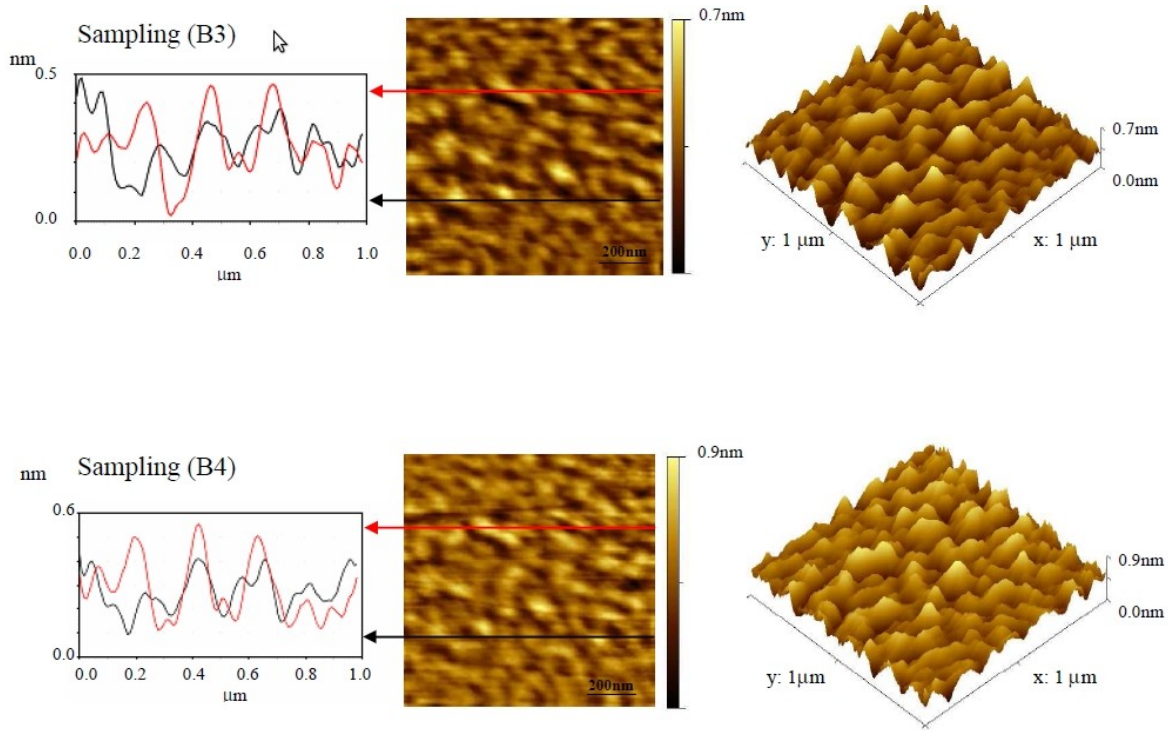 Sampling (B3)
nm
0.5
0.0
0.0 0.2 0.4 0.6 0.8 1.0
μm
200nm
0.7nm
0.7nm
0.0nm
y: 1 μm
x: 1 μm
Sampling (B4)
nm
0.6
0.0
0.0 0.2 0.4 0.6 0.8 1.0
μm
200nm
0.9nm
0.9nm
0.0nm
y: 1μm
x: 1 μm